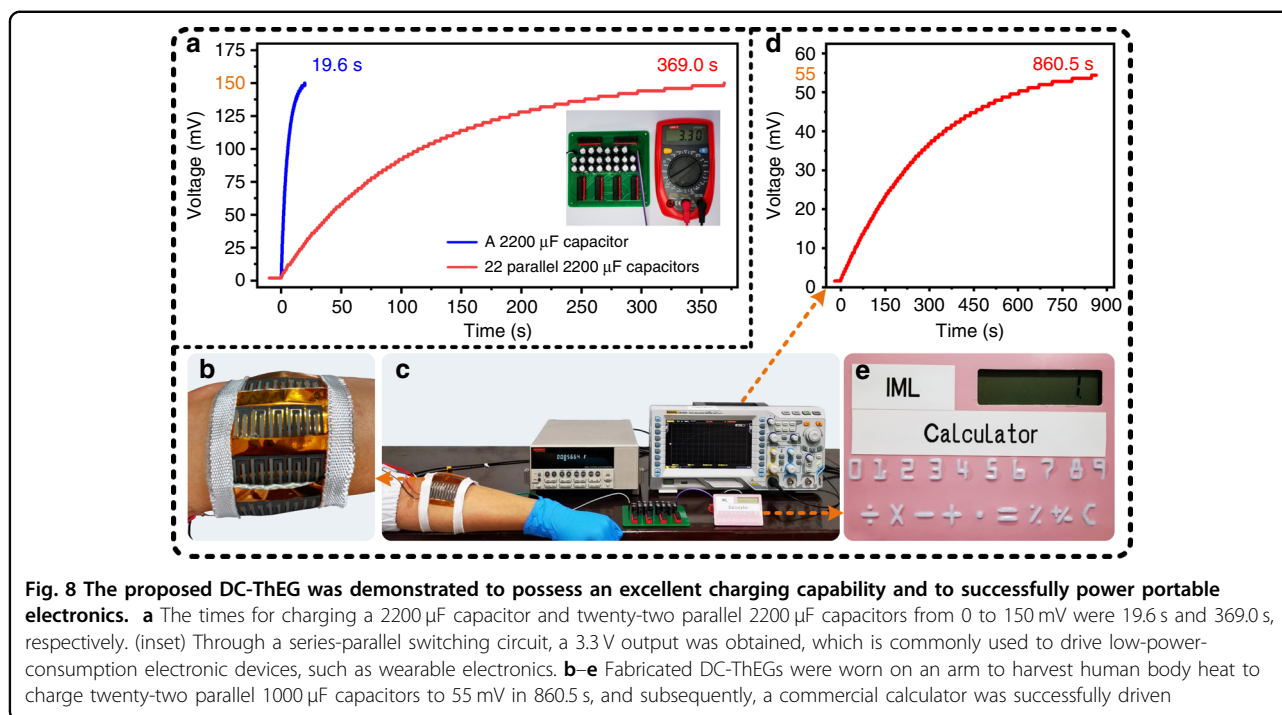 a
175
150
125
100
75
50
25
0
Voltage (mV)
19.6 s
369.0 s
3.30
A 2200 µF capacitor
22 parallel 2200 µF capacitors
0 50 100 150 200 250 300 350
Time (s)
d
60
55
50
40
30
20
10
0
Voltage (mV)
860.5 s
0 150 300 450 600 750 900
Time (s)
b
c
e
IML
1.
Calculator
0 1 2 3 4 5 6 7 8 9
÷ × − + · = % +⁄− C
Fig. 8 The proposed DC-ThEG was demonstrated to possess an excellent charging capability and to successfully power portable
electronics. a The times for charging a 2200 µF capacitor and twenty-two parallel 2200 µF capacitors from 0 to 150 mV were 19.6 s and 369.0 s,
respectively. (inset) Through a series-parallel switching circuit, a 3.3 V output was obtained, which is commonly used to drive low-power-
consumption electronic devices, such as wearable electronics. b–e Fabricated DC-ThEGs were worn on an arm to harvest human body heat to
charge twenty-two parallel 1000 µF capacitors to 55 mV in 860.5 s, and subsequently, a commercial calculator was successfully driven